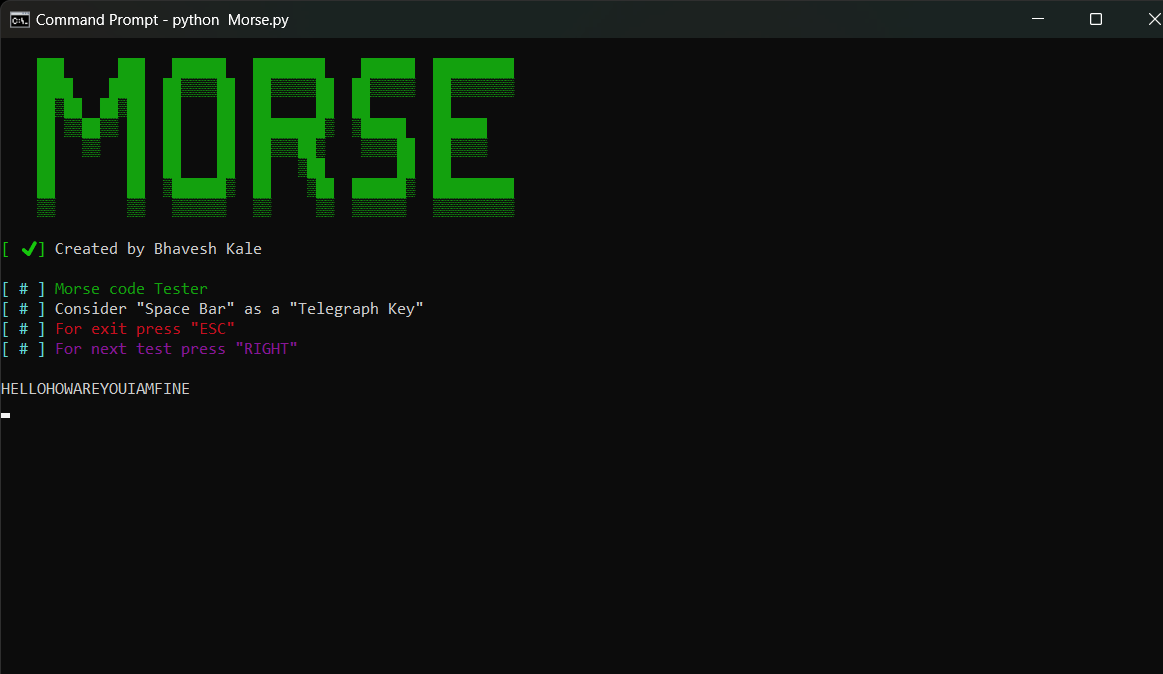 Command Prompt - python  Morse.py
MORSE
[ ✔] Created by Bhavesh Kale
[ # ] Morse code Tester
[ # ] Consider "Space Bar" as a "Telegraph Key"
[ # ] For exit press "ESC"
[ # ] For next test press "RIGHT"
HELLOHOWAREYOUIAMFINE